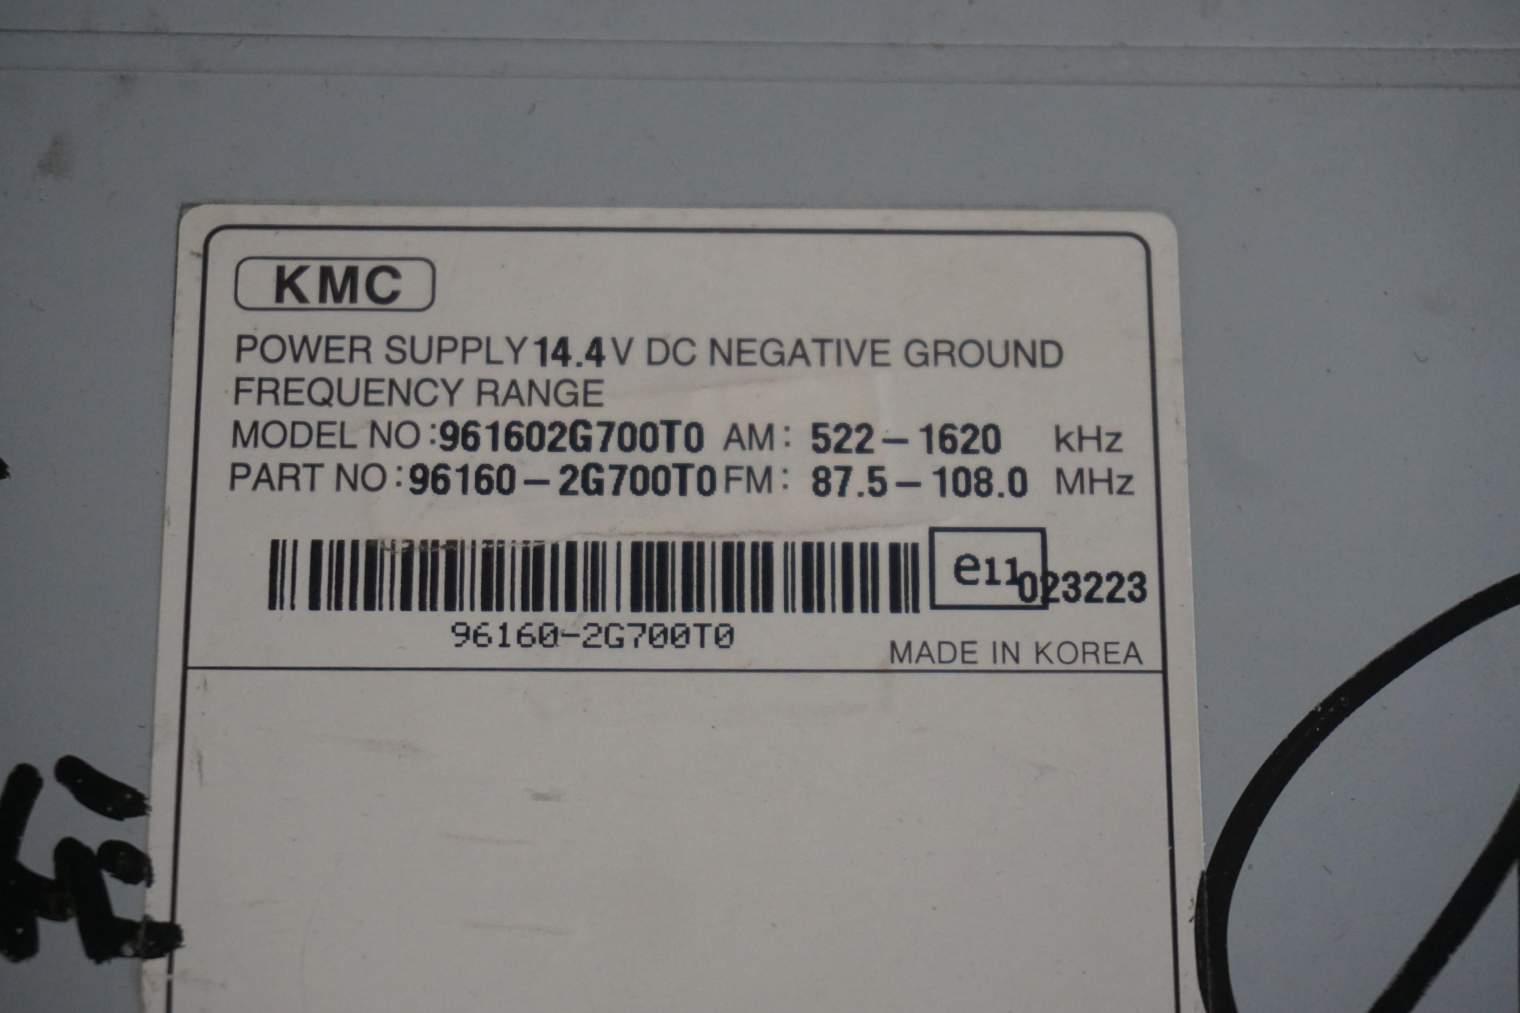 KMC
POWER SUPPLY 14.4 V DC NEGATIVE GROUND
FREQUENCY RANGE
MODEL NO : 961602G700T0 AM : 522 – 1620 kHz
PART NO : 96160 – 2G700T0 FM : 87.5 – 108.0 MHz
e11 023223
96160-2G700T0
MADE IN KOREA